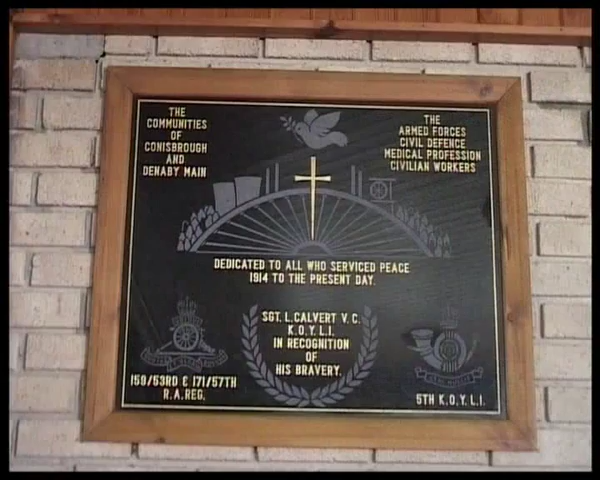 THE
COMMUNITIES
OF
CONISBROUGH
AND
DENABY MAIN
THE
ARMED FORCES
CIVIL DEFENCE
MEDICAL PROFESSION
CIVILIAN WORKERS
DEDICATED TO ALL WHO SERVICED PEACE
1914 TO THE PRESENT DAY.
SGT. L.CALVERT V.C.
K.O.Y.L.I.
IN RECOGNITION
OF
HIS BRAVERY.
159/53RD & 171/57TH
R.A.REG.
5TH K.O.Y.L.I.